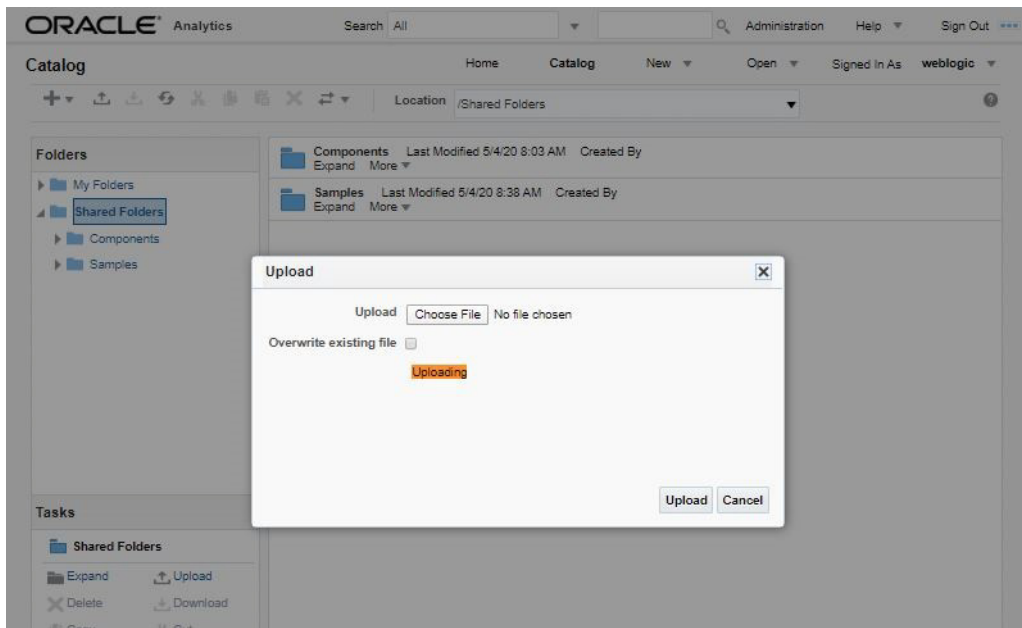 ORACLE Analytics Search All Administration Help Sign Out
Catalog Home Catalog New Open Signed In As weblogic
Location /Shared Folders
Folders
My Folders
Shared Folders
Components
Samples
Components Last Modified 5/4/20 8:03 AM Created By
Expand More
Samples Last Modified 5/4/20 8:38 AM Created By
Expand More
Upload
Upload Choose File No file chosen
Overwrite existing file
Uploading
Upload Cancel
Tasks
Shared Folders
Expand Upload
Delete Download